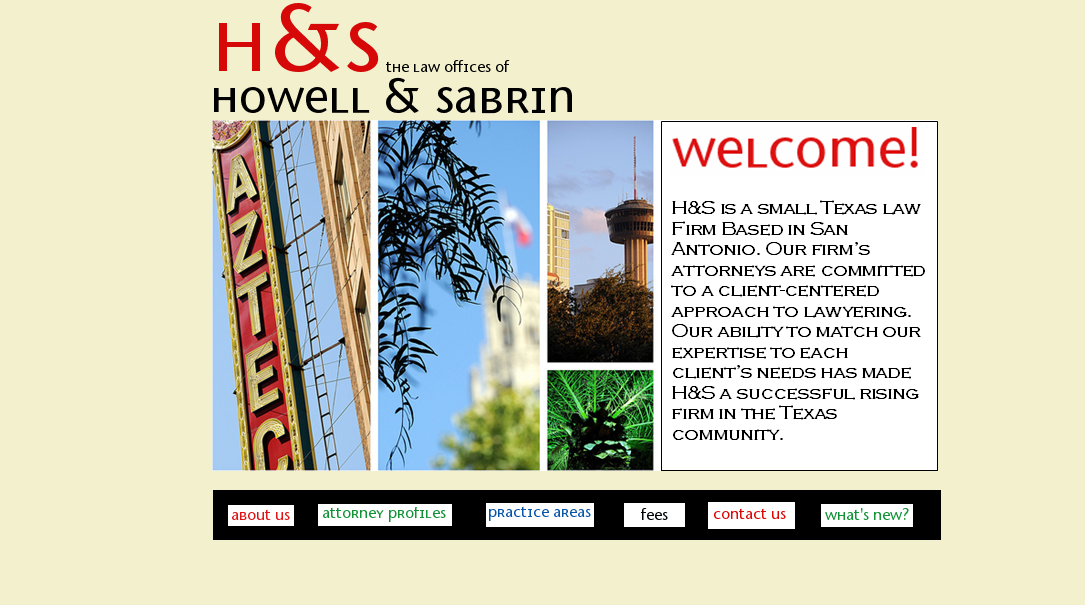 H&S the Law offices of
Howell & Sabrin
AZTEC
welcome!
H&S is a small Texas law
Firm Based in San
Antonio. Our firm's
attorneys are committed
to a client-centered
approach to lawyering.
Our ability to match our
expertise to each
client's needs has made
H&S a successful rising
firm in the Texas
community.
about us attorney profiles practice areas fees contact us what's new?